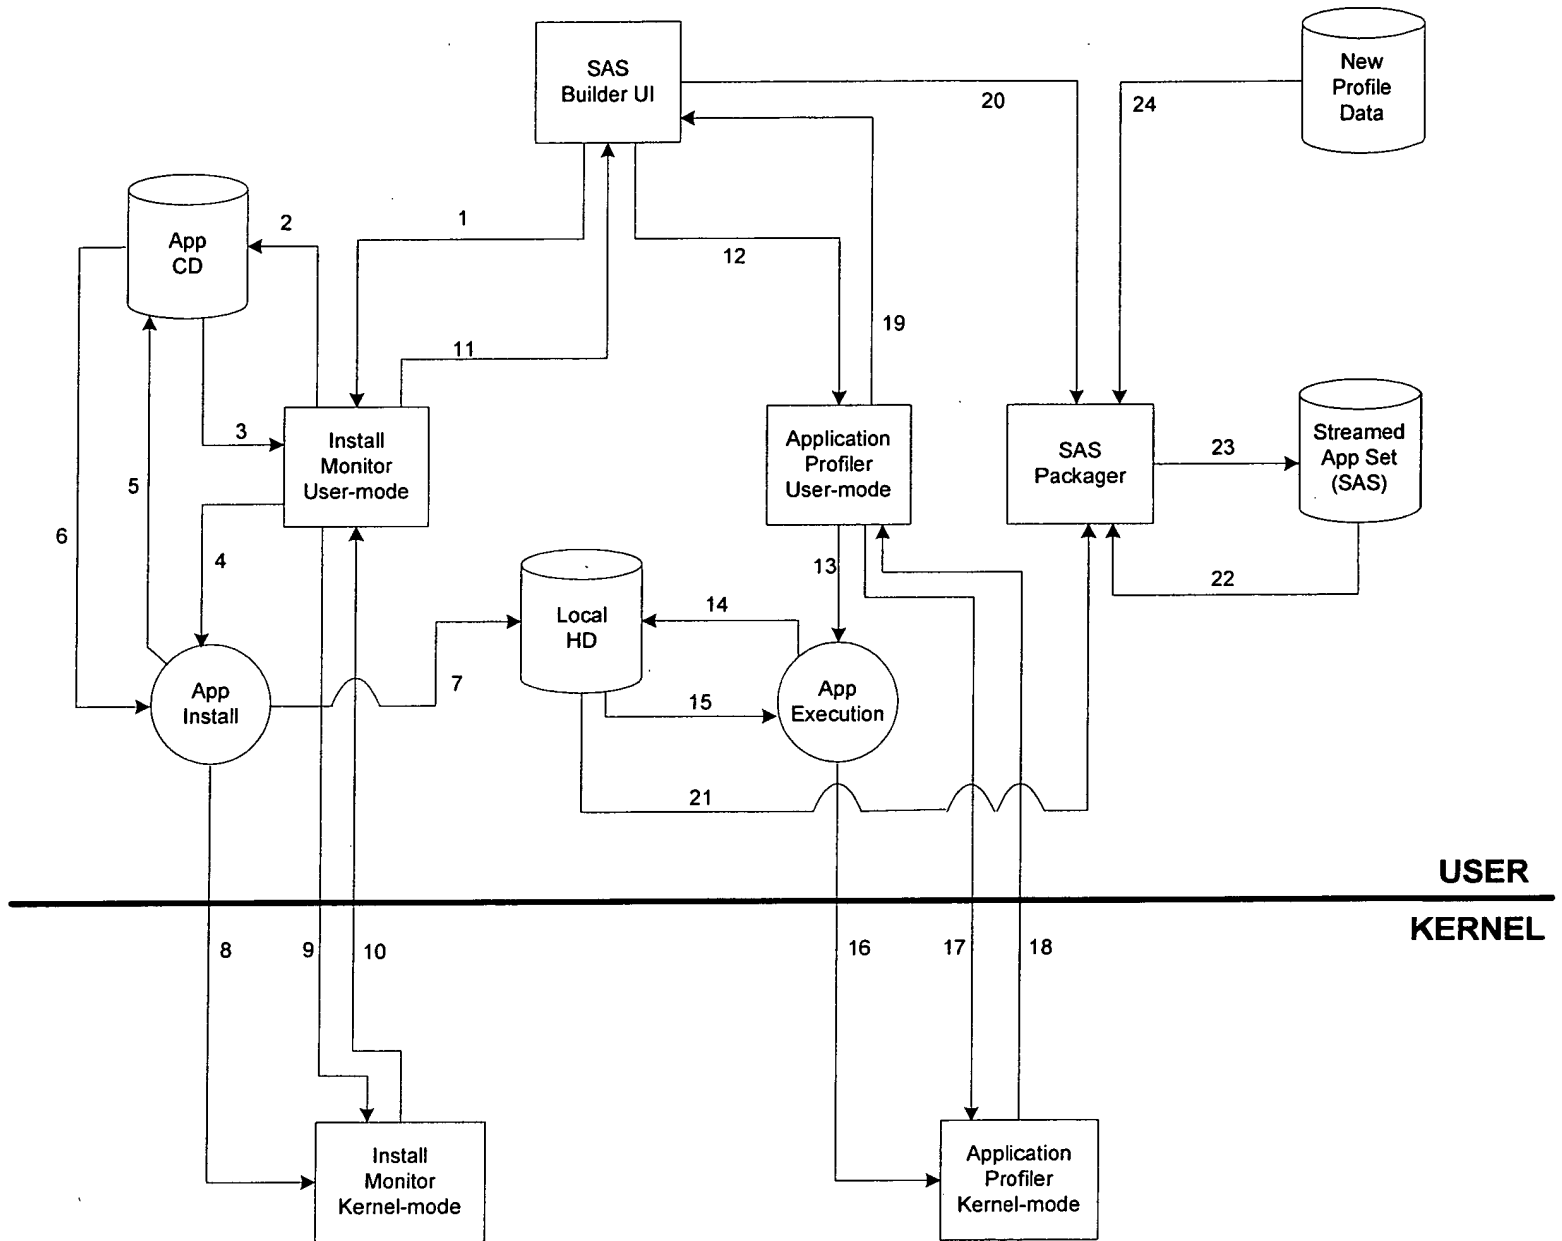 SAS
Builder UI
New
Profile
Data
20
24
App
CD
2
1
12
19
11
3
Install
Monitor
User-mode
Application
Profiler
User-mode
SAS
Packager
23
Streamed
App Set
(SAS)
5
6
4
13
22
Local
HD
14
App
Install
7
15
App
Execution
21
USER
KERNEL
8
9
10
16
17
18
Install
Monitor
Kernel-mode
Application
Profiler
Kernel-mode